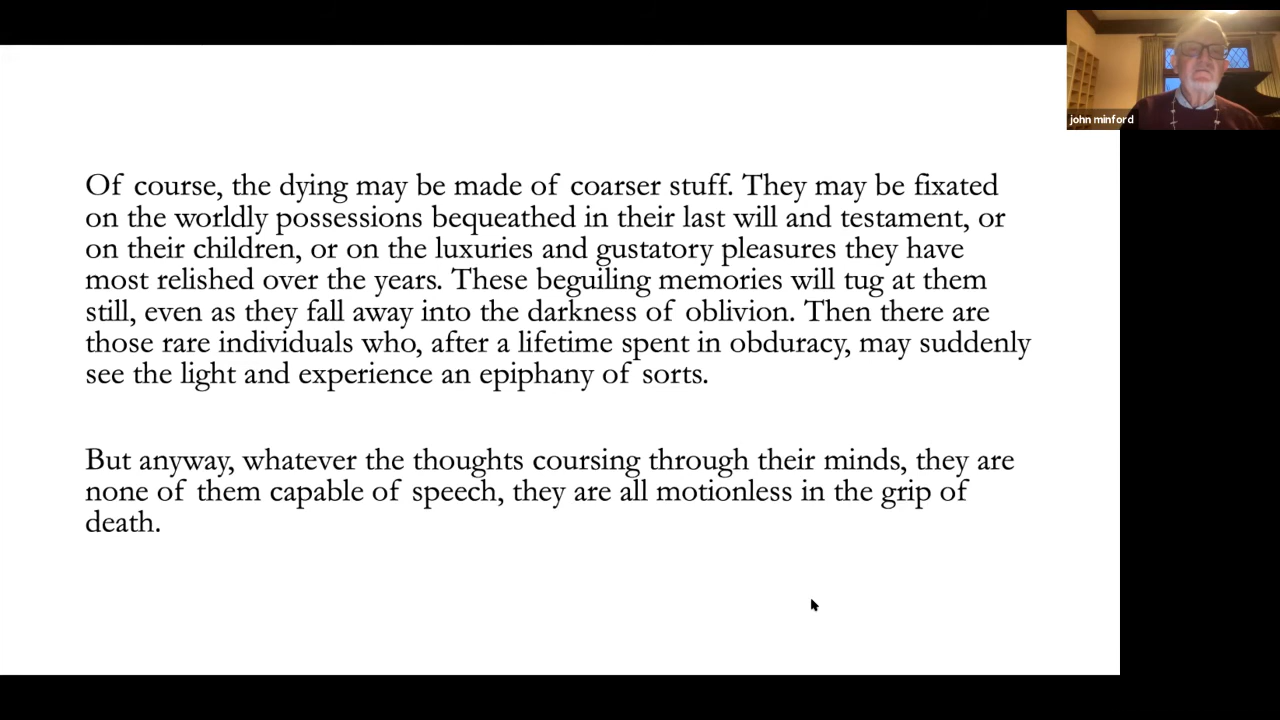 john minford
Of course, the dying may be made of coarser stuff. They may be fixated
on the worldly possessions bequeathed in their last will and testament, or
on their children, or on the luxuries and gustatory pleasures they have
most relished over the years. These beguiling memories will tug at them
still, even as they fall away into the darkness of oblivion. Then there are
those rare individuals who, after a lifetime spent in obduracy, may suddenly
see the light and experience an epiphany of sorts.
But anyway, whatever the thoughts coursing through their minds, they are
none of them capable of speech, they are all motionless in the grip of
death.